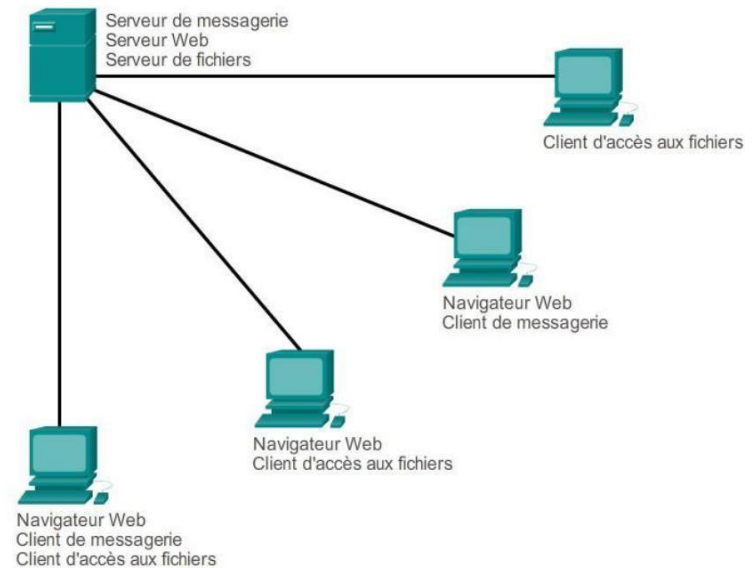 Serveur de messagerie
Serveur Web
Serveur de fichiers
Client d'accès aux fichiers
Navigateur Web
Client de messagerie
Navigateur Web
Client d'accès aux fichiers
Navigateur Web
Client de messagerie
Client d'accès aux fichiers